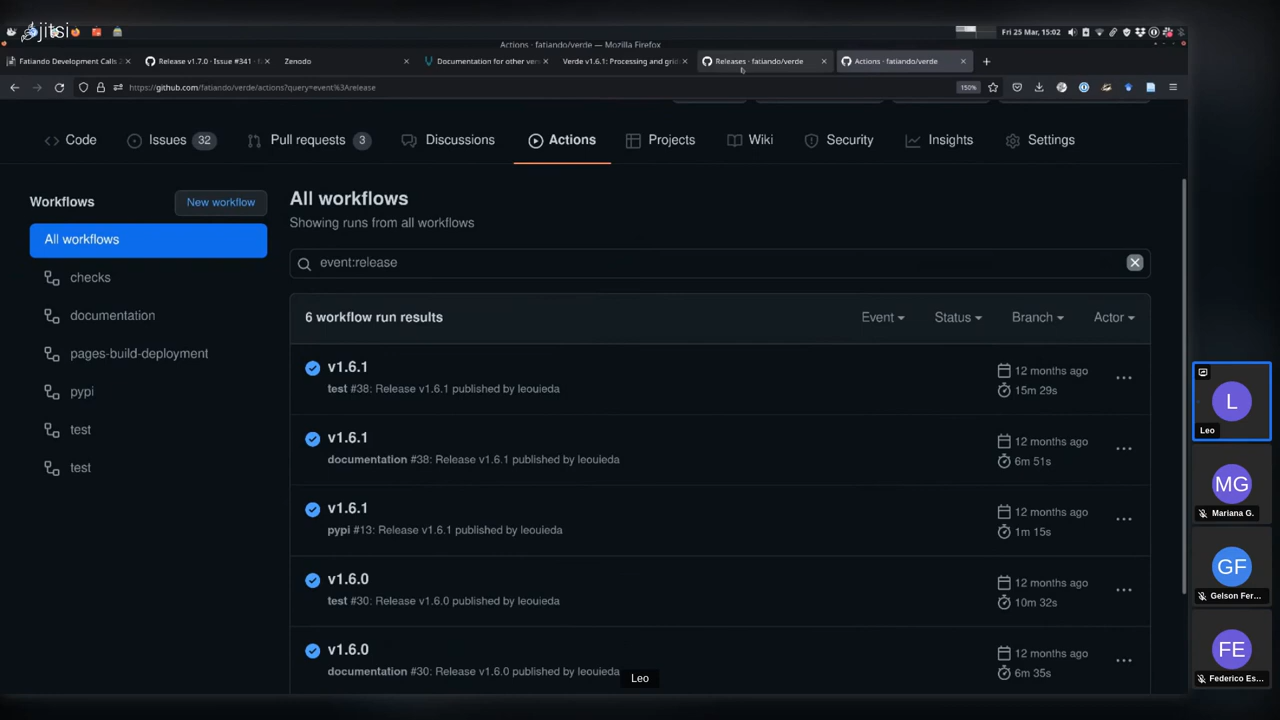 jitsi
Fri 25 Mar, 15:02
Actions · fatiando/verde — Mozilla Firefox
Fatiando Development Calls 2
Release v1.7.0 · Issue #341 · f
Zenodo
Documentation for other ver
Verde v1.6.1: Processing and grid
Releases · fatiando/verde
Actions · fatiando/verde
https://github.com/fatiando/verde/actions?query=event%3Arelease
150%
Code
Issues 32
Pull requests 3
Discussions
Actions
Projects
Wiki
Security
Insights
Settings
Workflows
New workflow
All workflows
checks
documentation
pages-build-deployment
pypi
test
test
All workflows
Showing runs from all workflows
event:release
6 workflow run results
Event
Status
Branch
Actor
v1.6.1
test #38: Release v1.6.1 published by leouieda
12 months ago
15m 29s
v1.6.1
documentation #38: Release v1.6.1 published by leouieda
12 months ago
6m 51s
v1.6.1
pypi #13: Release v1.6.1 published by leouieda
12 months ago
1m 15s
v1.6.0
test #30: Release v1.6.0 published by leouieda
12 months ago
10m 32s
v1.6.0
documentation #30: Release v1.6.0 published by leouieda
12 months ago
6m 35s
Leo
L
Leo
MG
Mariana G.
GF
Gelson Fer...
FE
Federico Es...